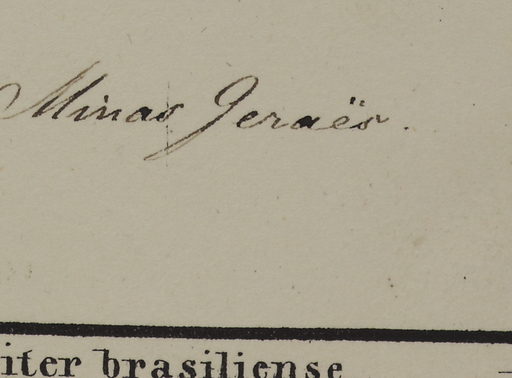 Minas Geraës.
iter brasiliense